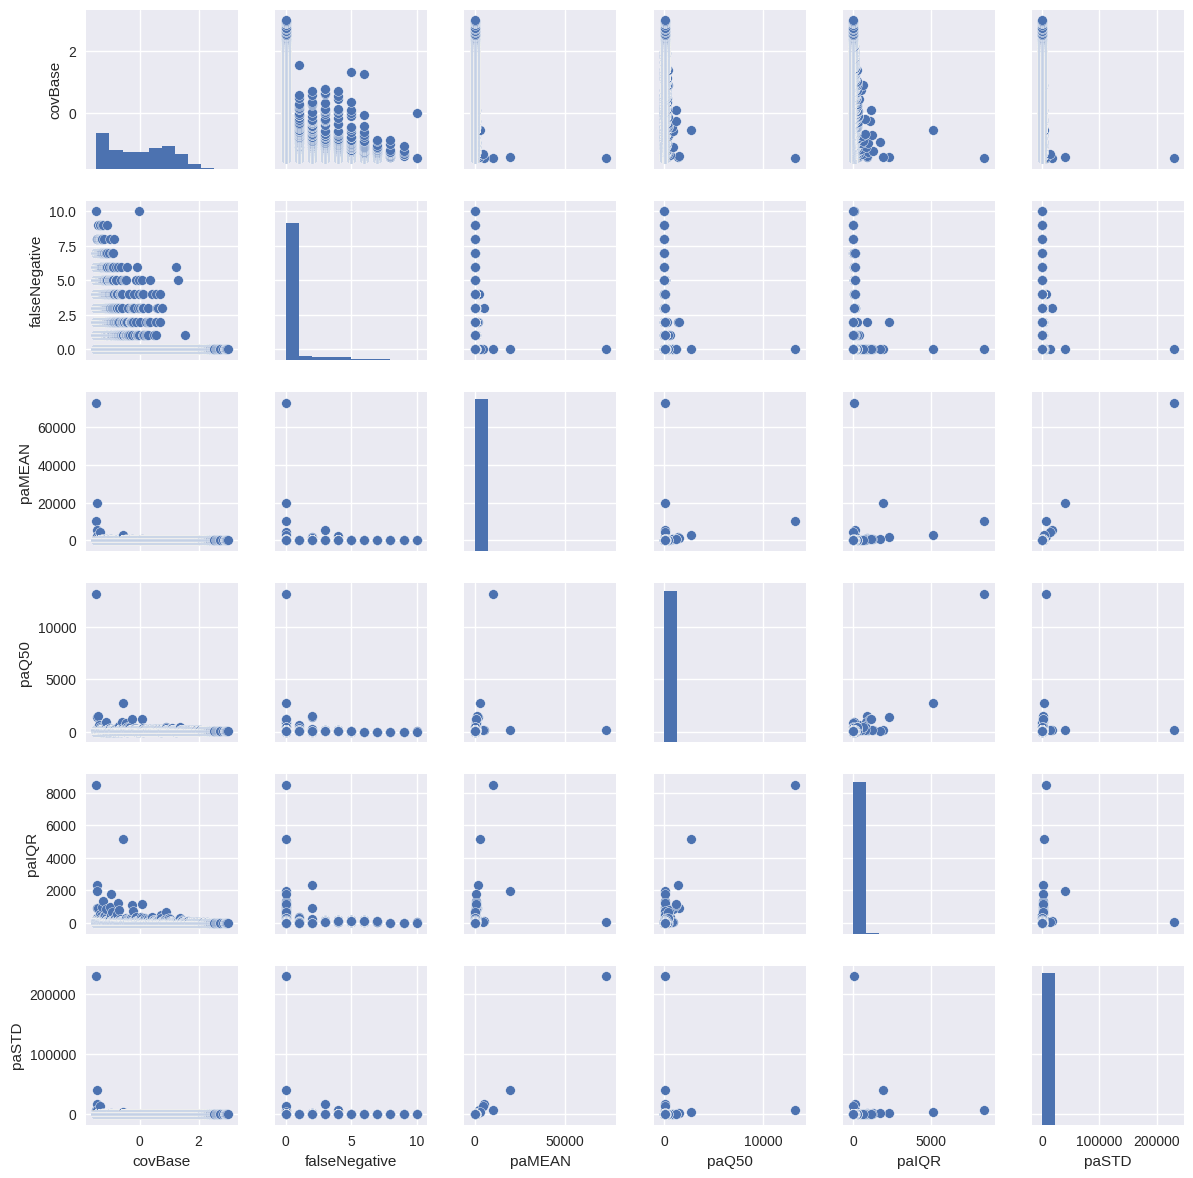 covBase
2
0
falseNegative
10.0
7.5
5.0
2.5
0.0
paMEAN
60000
40000
20000
0
paQ50
10000
5000
0
paIQR
8000
6000
4000
2000
0
paSTD
200000
100000
0
0 2 0 5 10 0 50000 0 10000 0 5000 0 100000 200000
covBase falseNegative paMEAN paQ50 paIQR paSTD